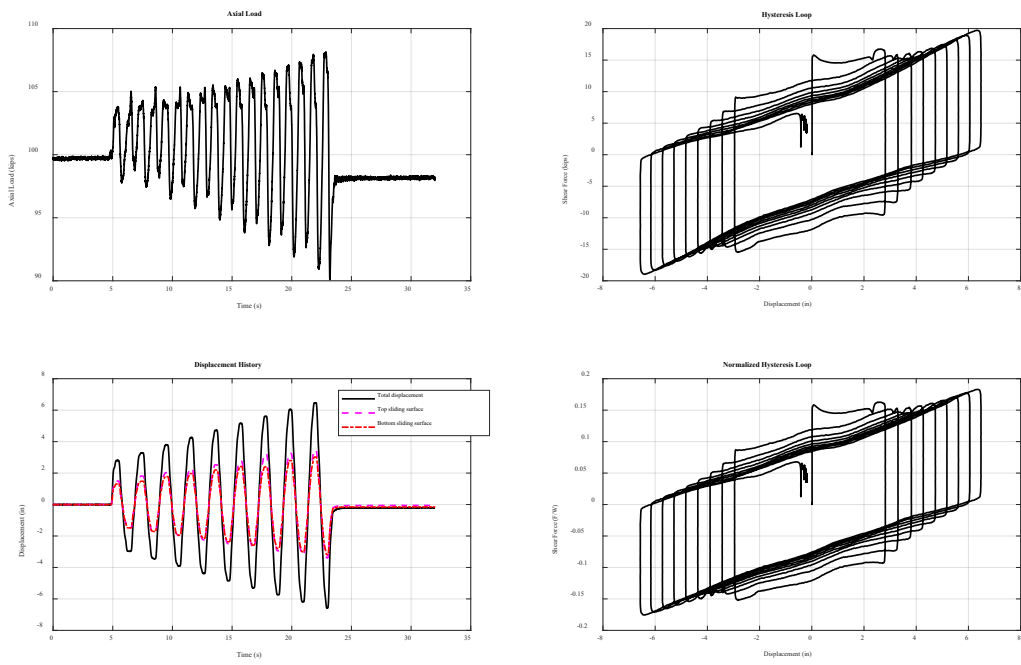 Axial Load
110
105
100
95
90
Axial Load (kips)
0 5 10 15 20 25 30 35
Time (s)
Hysteresis Loop
20
15
10
5
0
-5
-10
-15
-20
Shear Force (kips)
-8 -6 -4 -2 0 2 4 6 8
Displacement (in)
Displacement History
8
6
4
2
0
-2
-4
-6
-8
Displacement (in)
Total displacement
Top sliding surface
Bottom sliding surface
0 5 10 15 20 25 30 35
Time (s)
Normalized Hysteresis Loop
0.2
0.15
0.1
0.05
0
-0.05
-0.1
-0.15
-0.2
Shear Force (F/W)
-8 -6 -4 -2 0 2 4 6 8
Displacement (in)